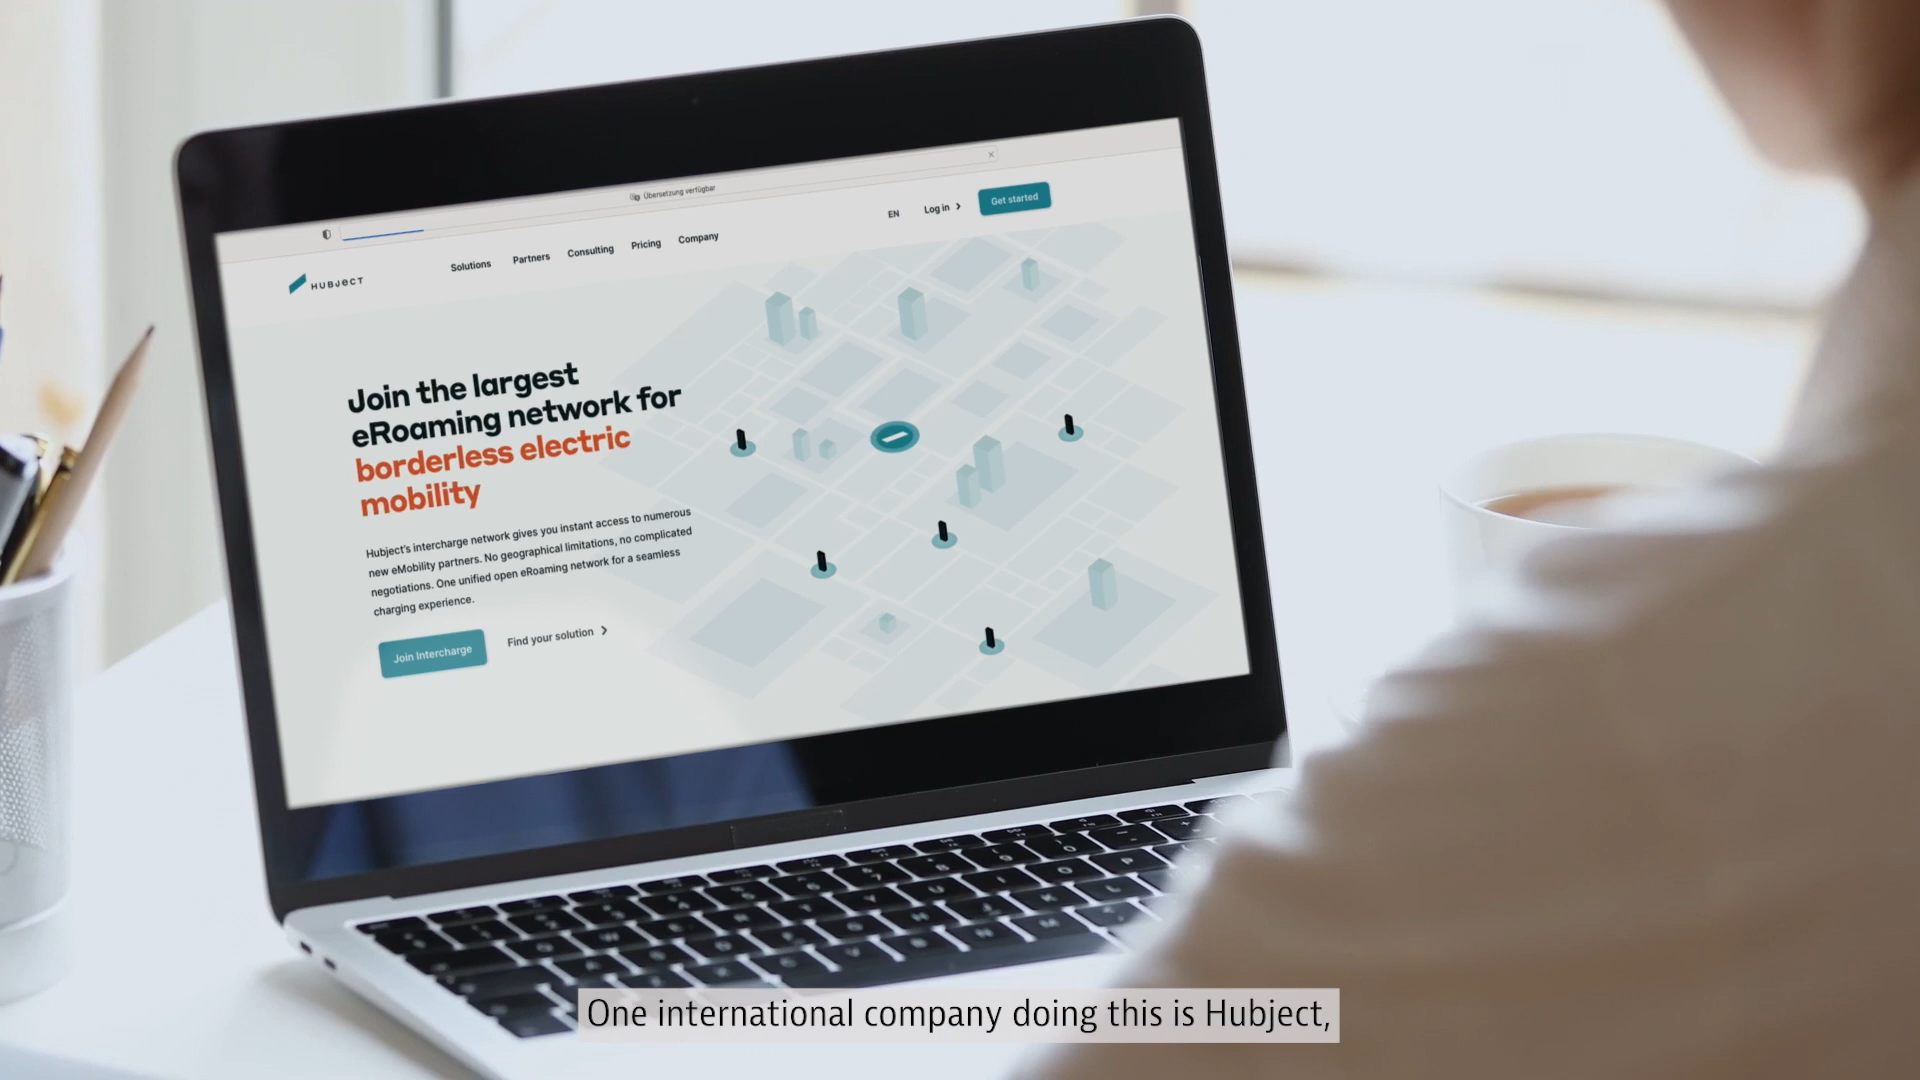 Übersetzung verfügbar
HUBJECT
Solutions Partners Consulting Pricing Company
EN Log in Get started
Join the largest
eRoaming network for
borderless electric
mobility
Hubject's intercharge network gives you instant access to numerous
new eMobility partners. No geographical limitations, no complicated
negotiations. One unified open eRoaming network for a seamless
charging experience.
Join Intercharge
Find your solution
One international company doing this is Hubject,